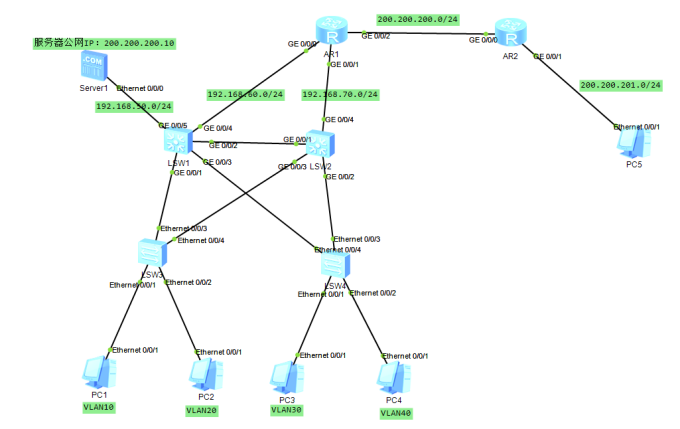 200.200.200.0/24
服务器公网IP: 200.200.200.10
GE 0/0/0
GE 0/0/2
GE 0/0/0
AR1
AR2
GE 0/0/1
GE 0/0/1
.COM
Server1
Ethernet 0/0/0
192.168.60.0/24
192.168.70.0/24
200.200.201.0/24
192.168.50.0/24
GE 0/0/5
GE 0/0/4
GE 0/0/4
Ethernet 0/0/1
GE 0/0/2
GE 0/0/1
LSW1
GE 0/0/3
GE 0/0/3
LSW2
PC5
GE 0/0/1
GE 0/0/2
Ethernet 0/0/3
Ethernet 0/0/4
Ethernet 0/0/3
Ethernet 0/0/4
LSW3
Ethernet 0/0/1
Ethernet 0/0/2
LSW4
Ethernet 0/0/1
Ethernet 0/0/2
Ethernet 0/0/1
Ethernet 0/0/1
Ethernet 0/0/1
Ethernet 0/0/1
PC1
PC2
PC3
PC4
VLAN10
VLAN20
VLAN30
VLAN40